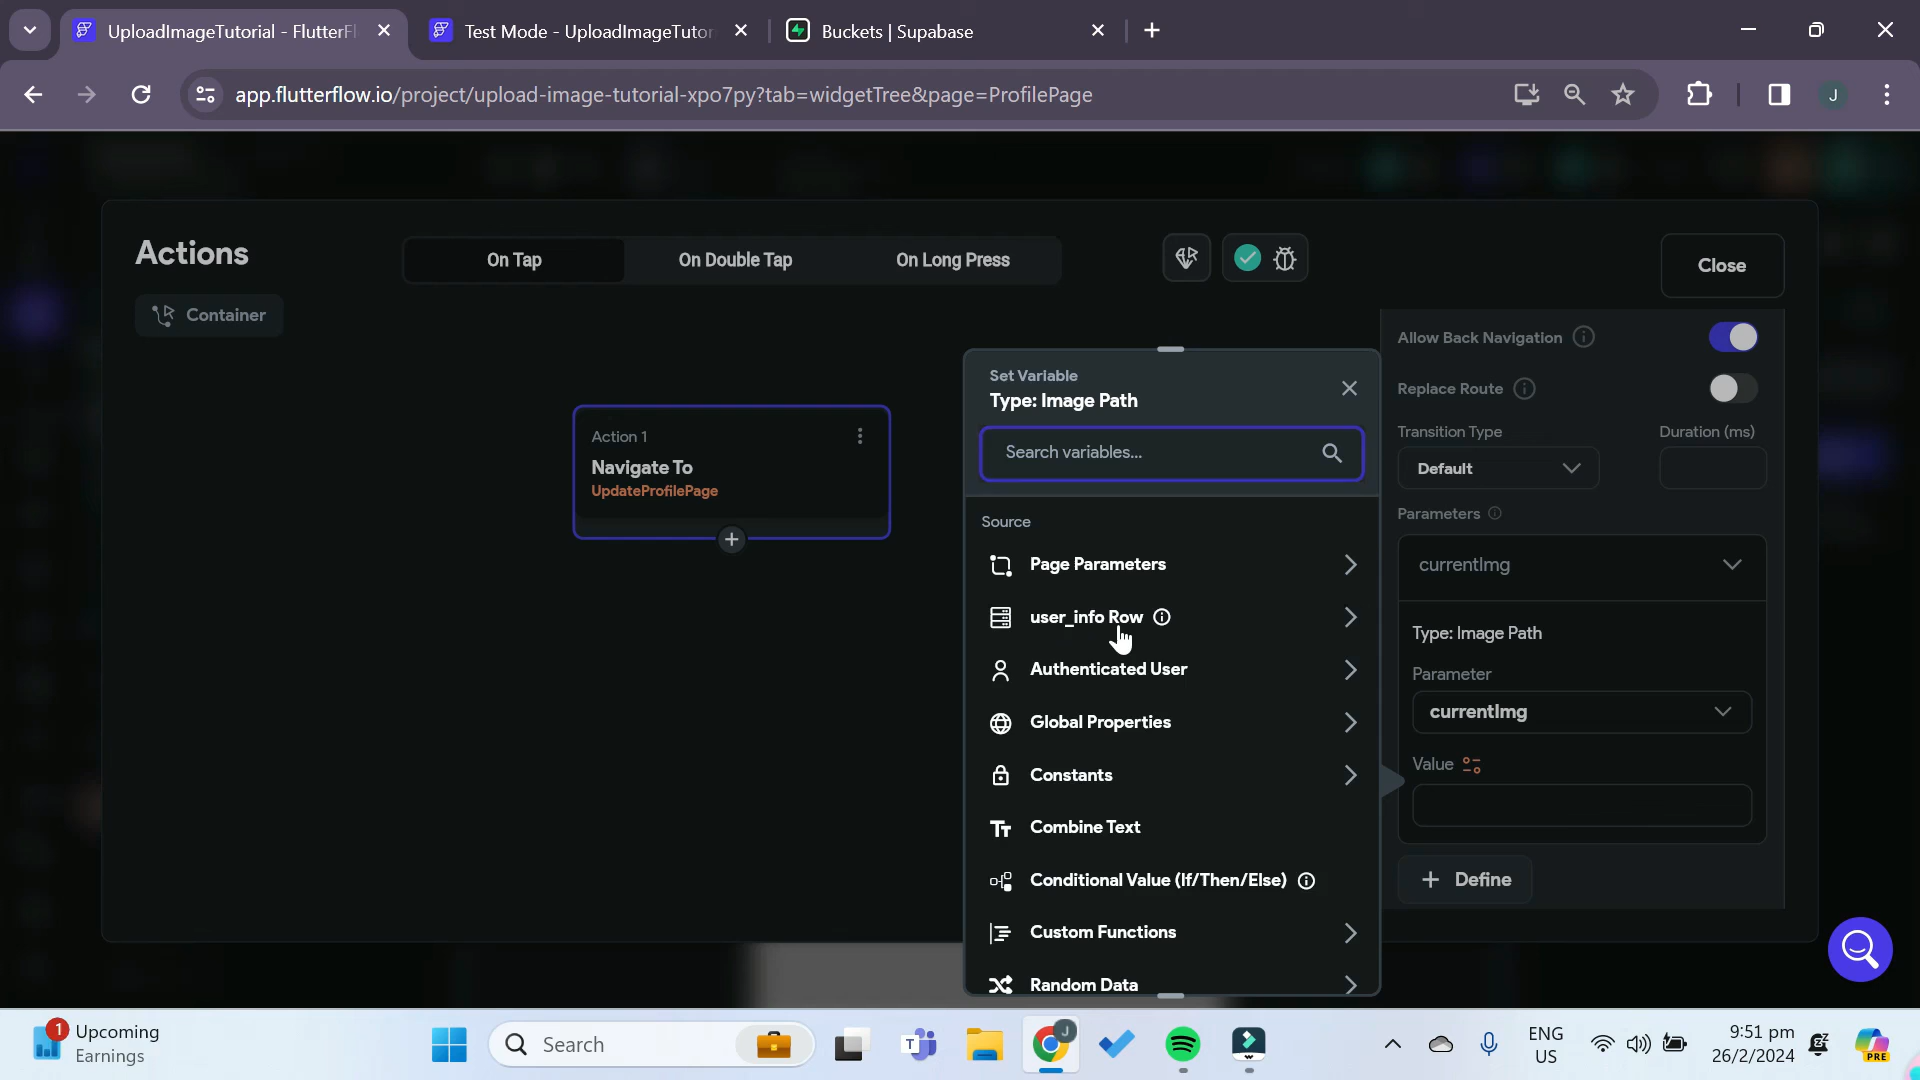 UploadImageTutorial - FlutterFl
Test Mode - UploadImageTutor
Buckets | Supabase
app.flutterflow.io/project/upload-image-tutorial-xpo7py?tab=widgetTree&page=ProfilePage
J
Actions
On Tap
On Double Tap
On Long Press
Close
Container
Allow Back Navigation
Replace Route
Transition Type
Duration (ms)
Default
Parameters
currentImg
Type: Image Path
Parameter
currentImg
Value
Define
Action 1
Navigate To
UpdateProfilePage
Set Variable
Type: Image Path
Search variables...
Source
Page Parameters
user_info Row
Authenticated User
Global Properties
Constants
Combine Text
Conditional Value (If/Then/Else)
Custom Functions
Random Data
1
Upcoming
Earnings
Search
T
J
ENG
US
9:51 pm
26/2/2024
PRE